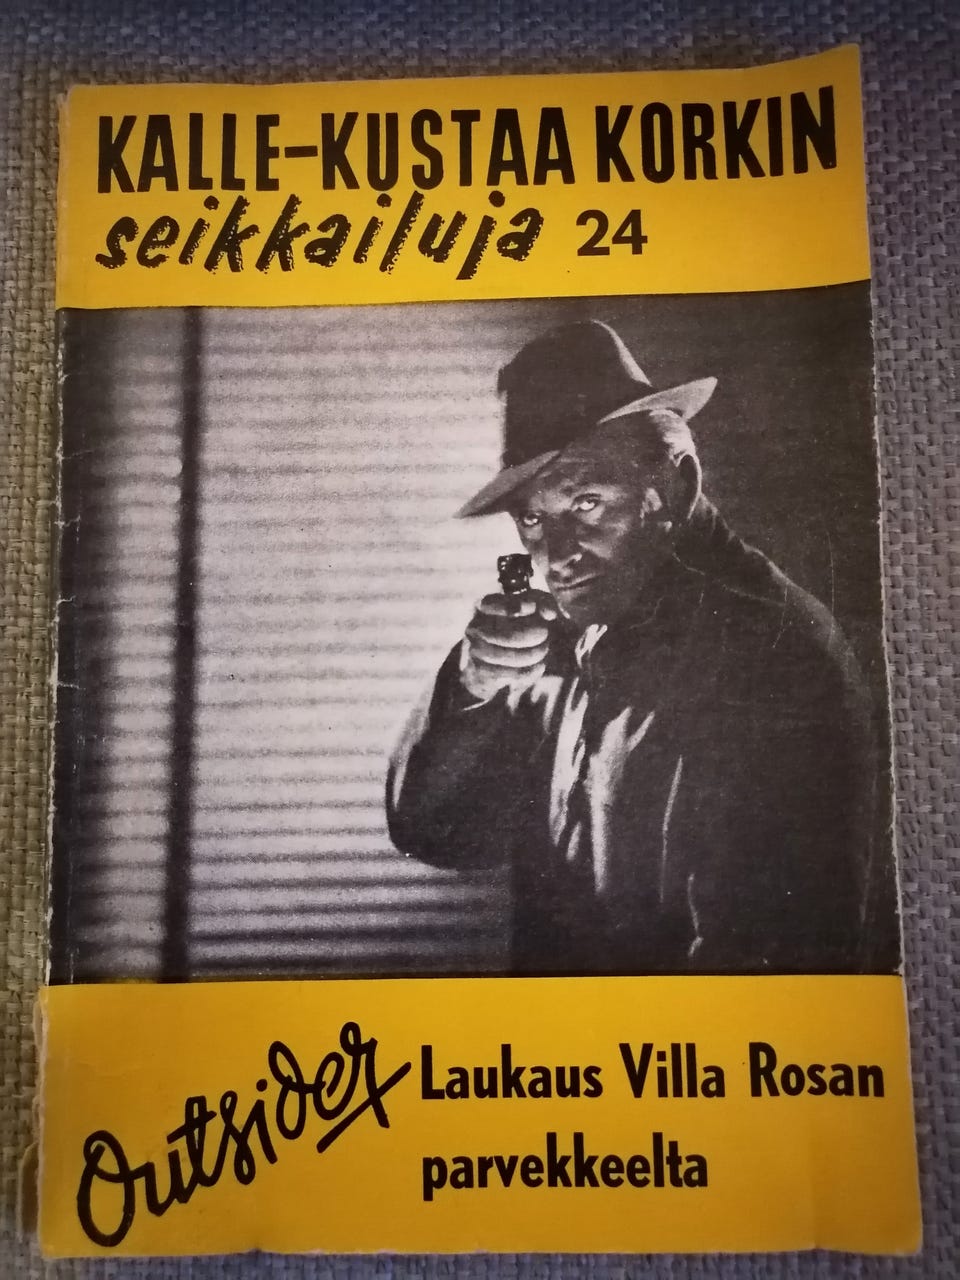 KALLE-KUSTAA KORKIN
seikkailuja 24
Outsider
Laukaus Villa Rosan
parvekkeelta